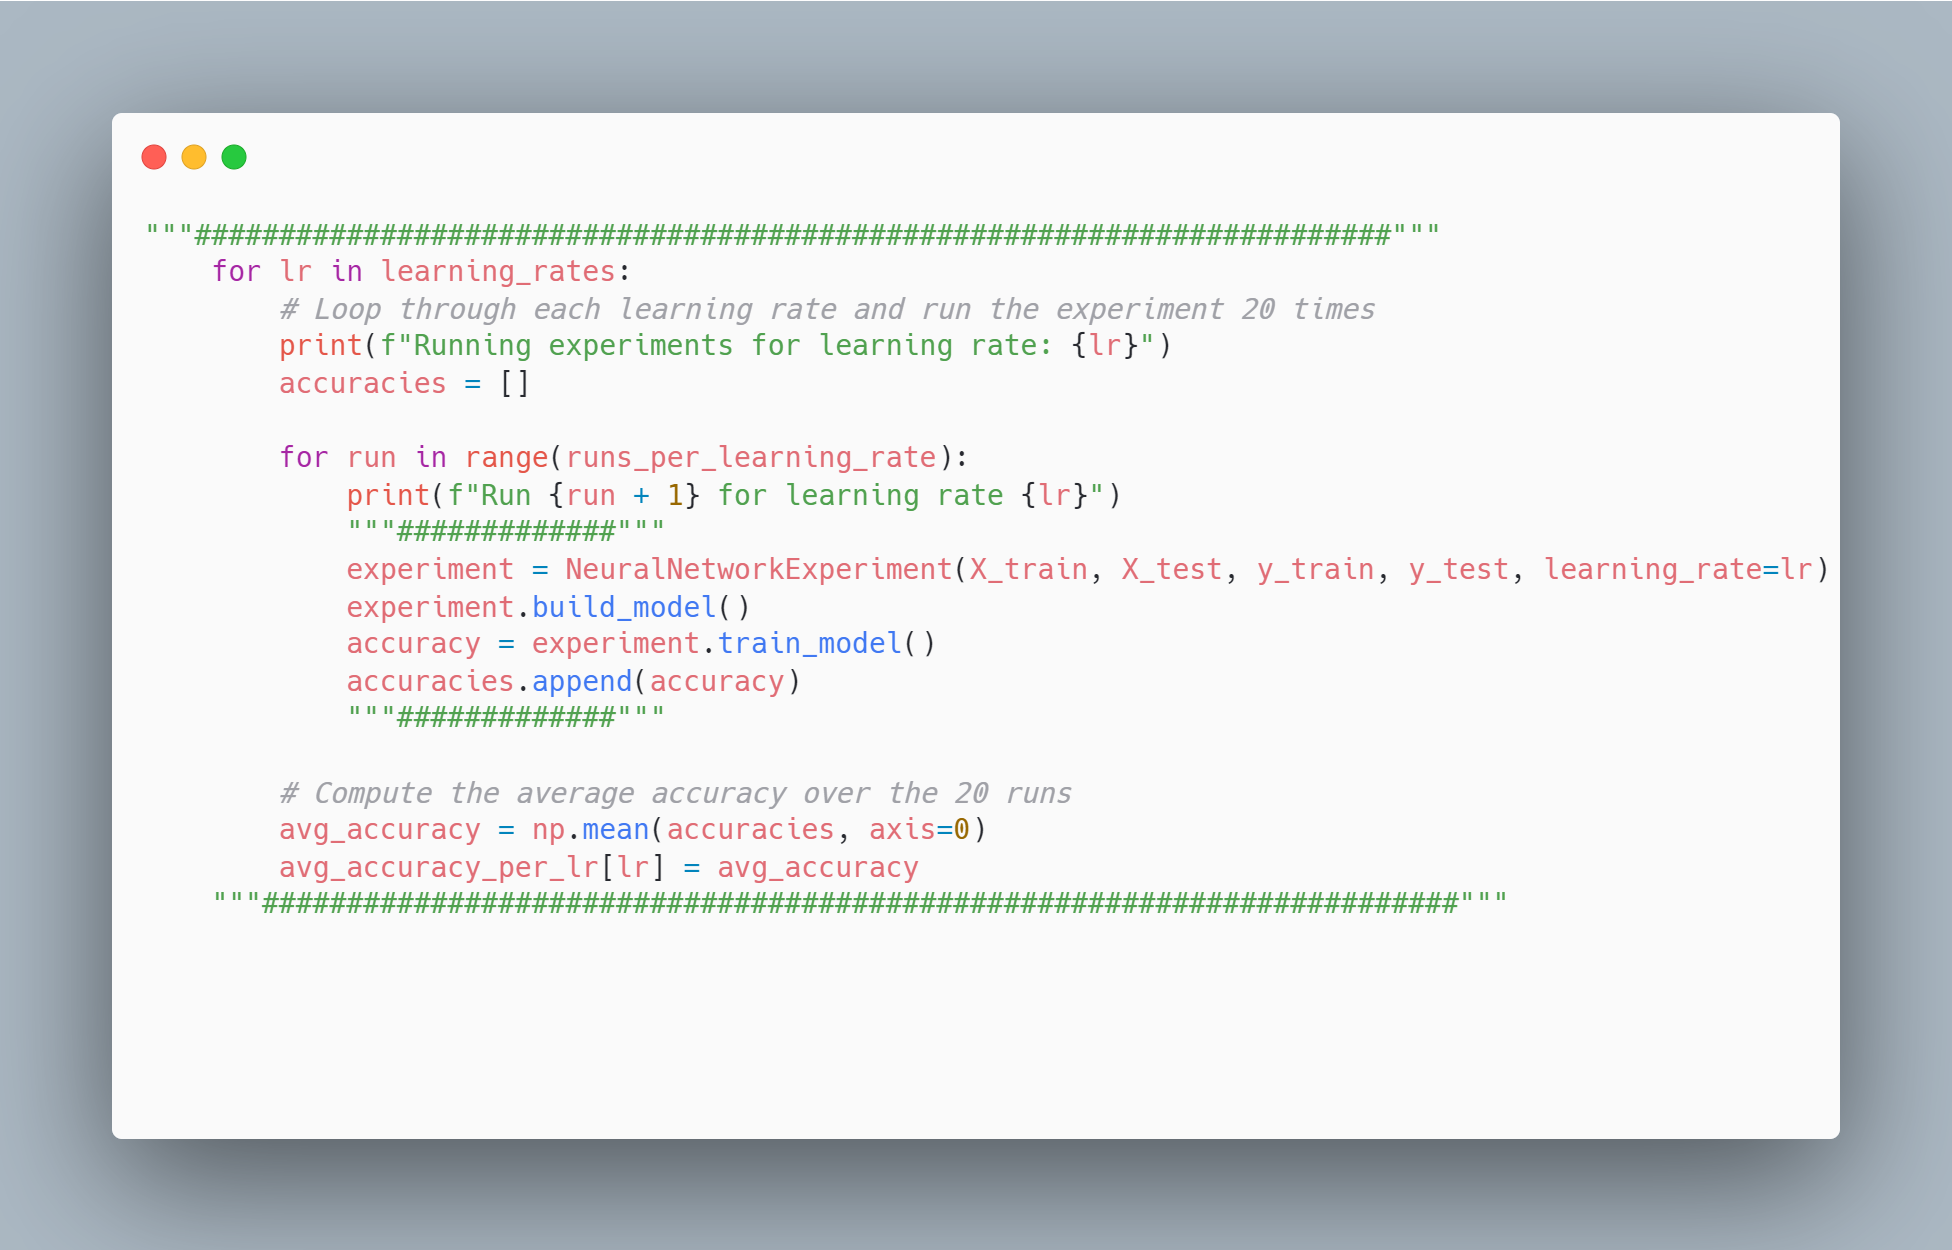 """#######################################################################"""
    for lr in learning_rates:
        # Loop through each learning rate and run the experiment 20 times
        print(f"Running experiments for learning rate: {lr}")
        accuracies = []

        for run in range(runs_per_learning_rate):
            print(f"Run {run + 1} for learning rate {lr}")
            """#############"""
            experiment = NeuralNetworkExperiment(X_train, X_test, y_train, y_test, learning_rate=lr)
            experiment.build_model()
            accuracy = experiment.train_model()
            accuracies.append(accuracy)
            """#############"""

        # Compute the average accuracy over the 20 runs
        avg_accuracy = np.mean(accuracies, axis=0)
        avg_accuracy_per_lr[lr] = avg_accuracy
    """#######################################################################"""